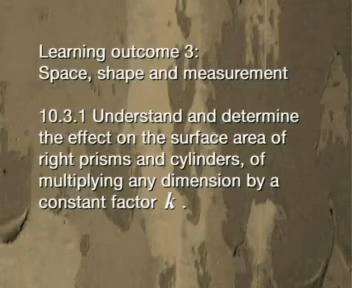 Learning outcome 3:
Space, shape and measurement
10.3.1 Understand and determine
the effect on the surface area of
right prisms and cylinders, of
multiplying any dimension by a
constant factor k .